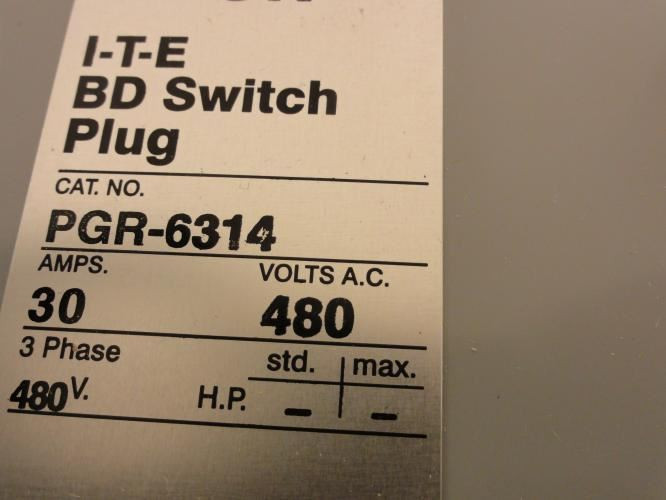 I-T-E
BD Switch
Plug
CAT. NO.
PGR-6314
AMPS. VOLTS A.C.
30 480
3 Phase std. max.
480V. H.P. – –